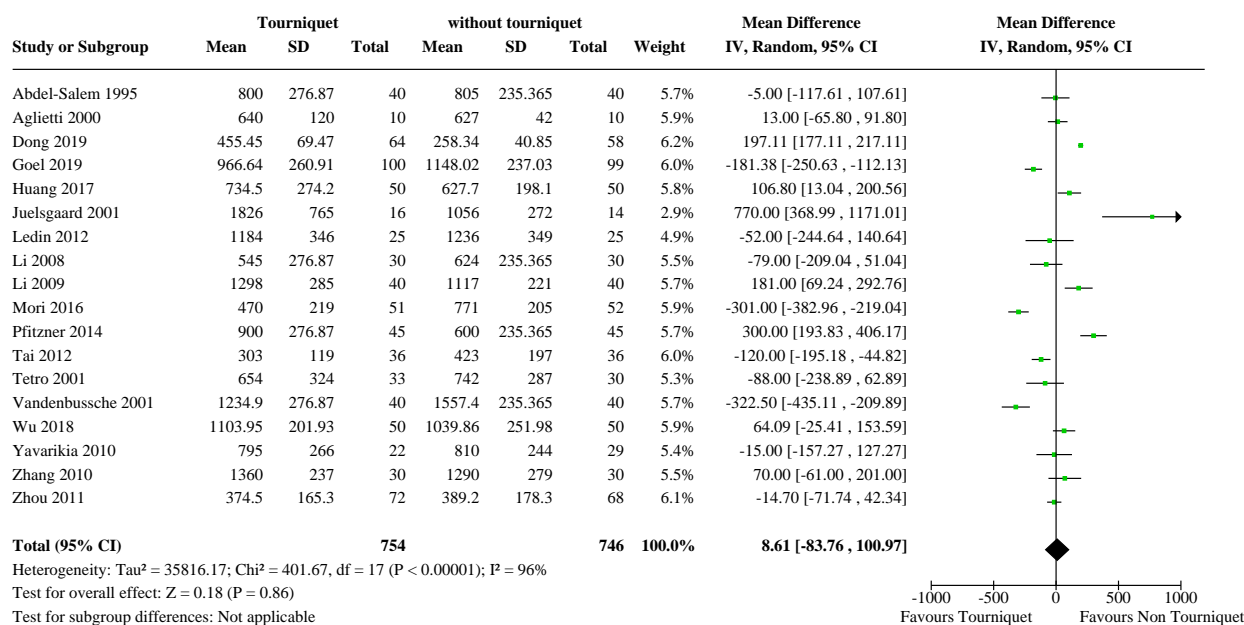 Tourniquet without tourniquet Mean Difference Mean Difference
Study or Subgroup Mean SD Total Mean SD Total Weight IV, Random, 95% CI IV, Random, 95% CI
Abdel-Salem 1995 800 276.87 40 805 235.365 40 5.7% -5.00 [-117.61 , 107.61]
Aglietti 2000 640 120 10 627 42 10 5.9% 13.00 [-65.80 , 91.80]
Dong 2019 455.45 69.47 64 258.34 40.85 58 6.2% 197.11 [177.11 , 217.11]
Goel 2019 966.64 260.91 100 1148.02 237.03 99 6.0% -181.38 [-250.63 , -112.13]
Huang 2017 734.5 274.2 50 627.7 198.1 50 5.8% 106.80 [13.04 , 200.56]
Juelsgaard 2001 1826 765 16 1056 272 14 2.9% 770.00 [368.99 , 1171.01]
Ledin 2012 1184 346 25 1236 349 25 4.9% -52.00 [-244.64 , 140.64]
Li 2008 545 276.87 30 624 235.365 30 5.5% -79.00 [-209.04 , 51.04]
Li 2009 1298 285 40 1117 221 40 5.7% 181.00 [69.24 , 292.76]
Mori 2016 470 219 51 771 205 52 5.9% -301.00 [-382.96 , -219.04]
Pfitzner 2014 900 276.87 45 600 235.365 45 5.7% 300.00 [193.83 , 406.17]
Tai 2012 303 119 36 423 197 36 6.0% -120.00 [-195.18 , -44.82]
Tetro 2001 654 324 33 742 287 30 5.3% -88.00 [-238.89 , 62.89]
Vandenbussche 2001 1234.9 276.87 40 1557.4 235.365 40 5.7% -322.50 [-435.11 , -209.89]
Wu 2018 1103.95 201.93 50 1039.86 251.98 50 5.9% 64.09 [-25.41 , 153.59]
Yavarikia 2010 795 266 22 810 244 29 5.4% -15.00 [-157.27 , 127.27]
Zhang 2010 1360 237 30 1290 279 30 5.5% 70.00 [-61.00 , 201.00]
Zhou 2011 374.5 165.3 72 389.2 178.3 68 6.1% -14.70 [-71.74 , 42.34]
Total (95% CI) 754 746 100.0% 8.61 [-83.76 , 100.97]
Heterogeneity: Tau² = 35816.17; Chi² = 401.67, df = 17 (P < 0.00001); I² = 96%
Test for overall effect: Z = 0.18 (P = 0.86)
Test for subgroup differences: Not applicable
-1000 -500 0 500 1000
Favours Tourniquet Favours Non Tourniquet